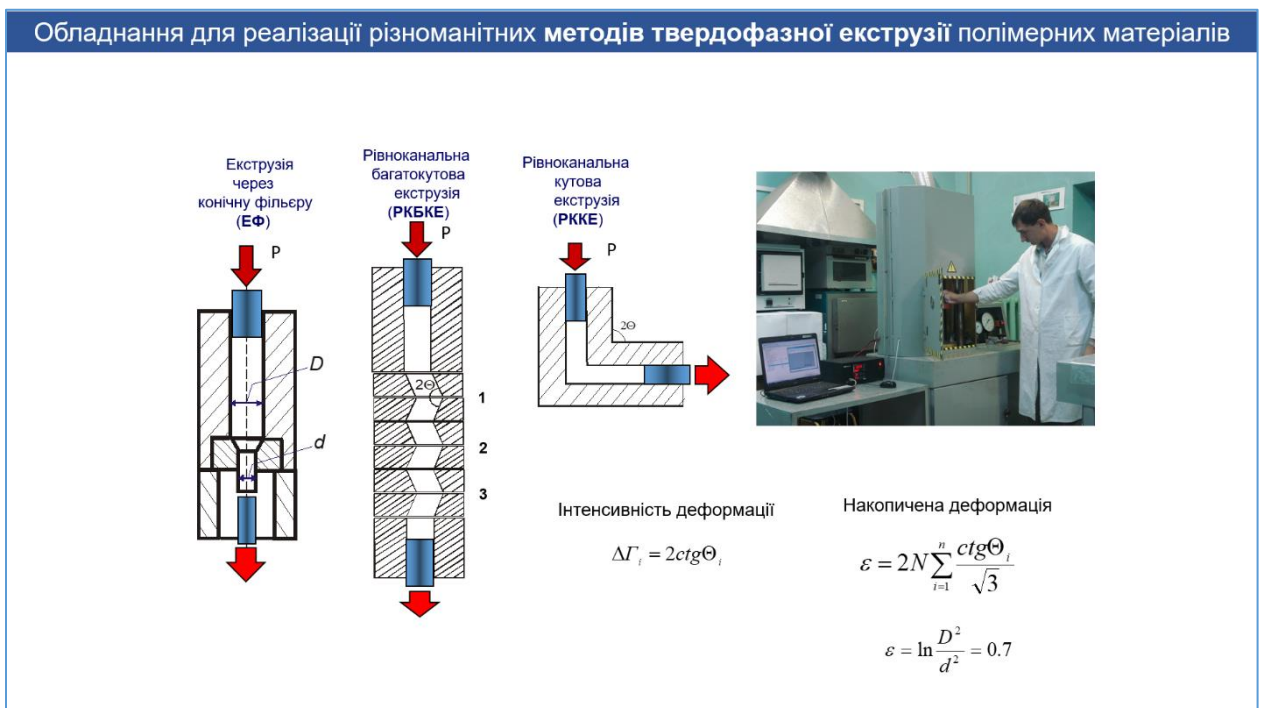 Обладнання для реалізації різноманітних методів твердофазної екструзії полімерних матеріалів
Екструзія
через
конічну фільєру
(ЕФ)
P
D
d
Рівноканальна
багатокутова
екструзія
(РКБКЕ)
P
2Θ
1
2
3
Рівноканальна
кутова
екструзія
(РККЕ)
P
2Θ
Інтенсивність деформації
ΔΓᵢ = 2ctgΘᵢ
Накопичена деформація
ε = 2N∑ⁿᵢ₌₁ ctgΘᵢ/√3
ε = ln D²/d² = 0.7